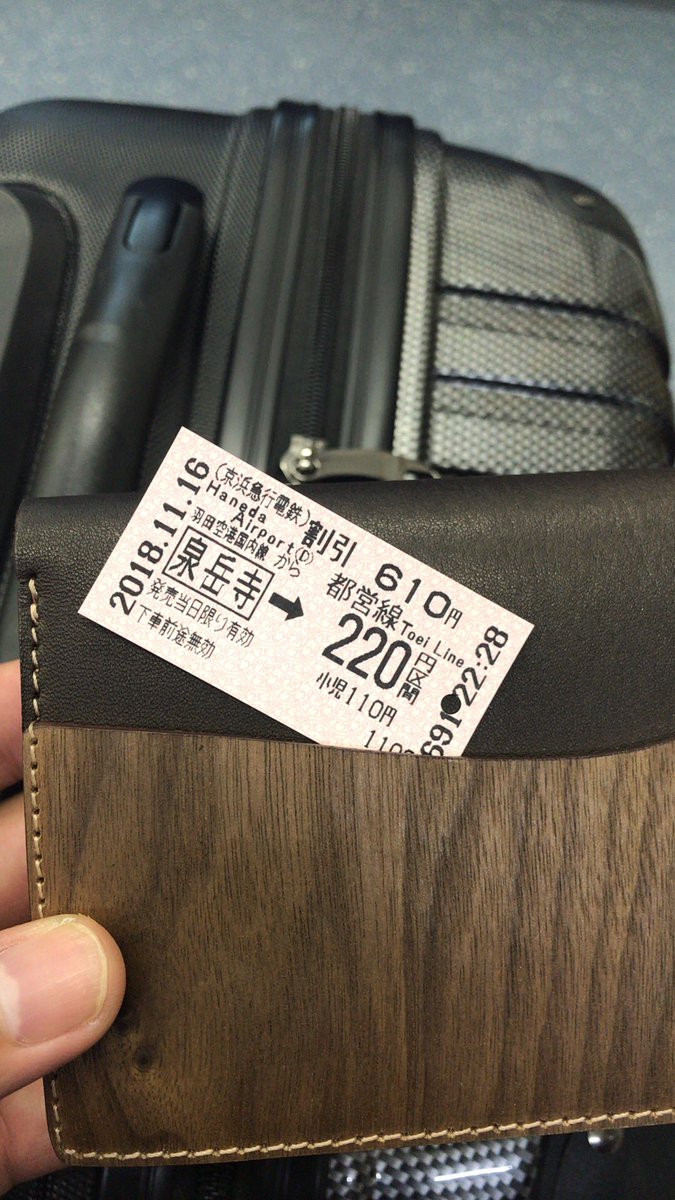 2018.11.16
(京浜急行電鉄)
Haneda
Airport(D)
割引 610円
羽田空港国内線 から
泉岳寺 ➡ 都営線 Toei Line
220円区間
発売当日限り有効
下車前途無効
小児110円
691●22:28